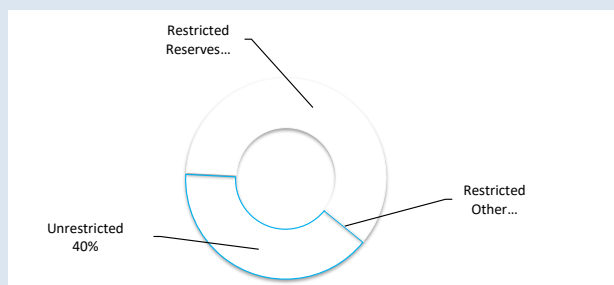 Restricted
Reserves…
Restricted
Other…
Unrestricted
40%